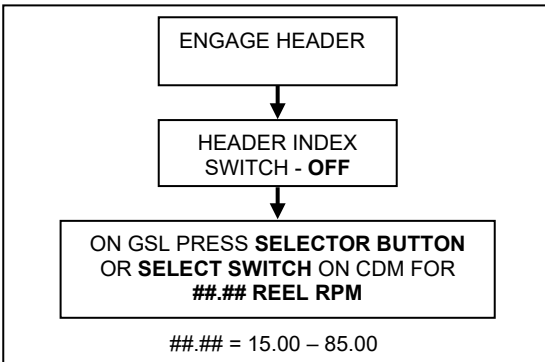 ENGAGE HEADER
HEADER INDEX
SWITCH - OFF
ON GSL PRESS SELECTOR BUTTON
OR SELECT SWITCH ON CDM FOR
##.## REEL RPM
##.## = 15.00 – 85.00